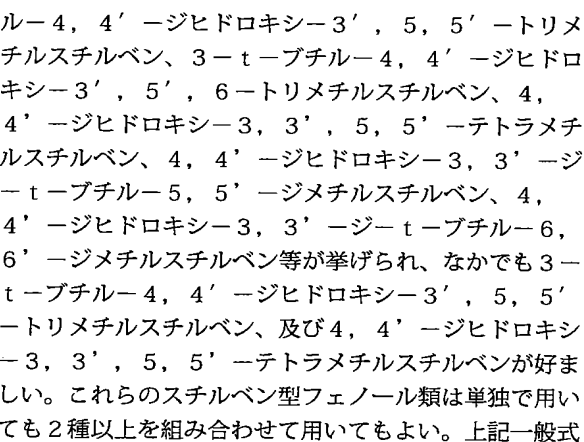 ル－４，４′－ジヒドロキシ－３′，５，５′－トリメ
チルスチルベン、３－ｔ－ブチル－４，４′－ジヒドロ
キシ－３′，５′，６－トリメチルスチルベン、４，
４’－ジヒドロキシ－３，３’，５，５’－テトラメチ
ルスチルベン、４，４’－ジヒドロキシ－３，３’－ジ
－ｔ－ブチル－５，５’－ジメチルスチルベン、４，
４’－ジヒドロキシ－３，３’－ジ－ｔ－ブチル－６，
６’－ジメチルスチルベン等が挙げられ、なかでも３－
ｔ－ブチル－４，４′－ジヒドロキシ－３′，５，５′
－トリメチルスチルベン、及び４，４’－ジヒドロキシ
－３，３’，５，５’－テトラメチルスチルベンが好ま
しい。これらのスチルベン型フェノール類は単独で用い
ても２種以上を組み合わせて用いてもよい。上記一般式